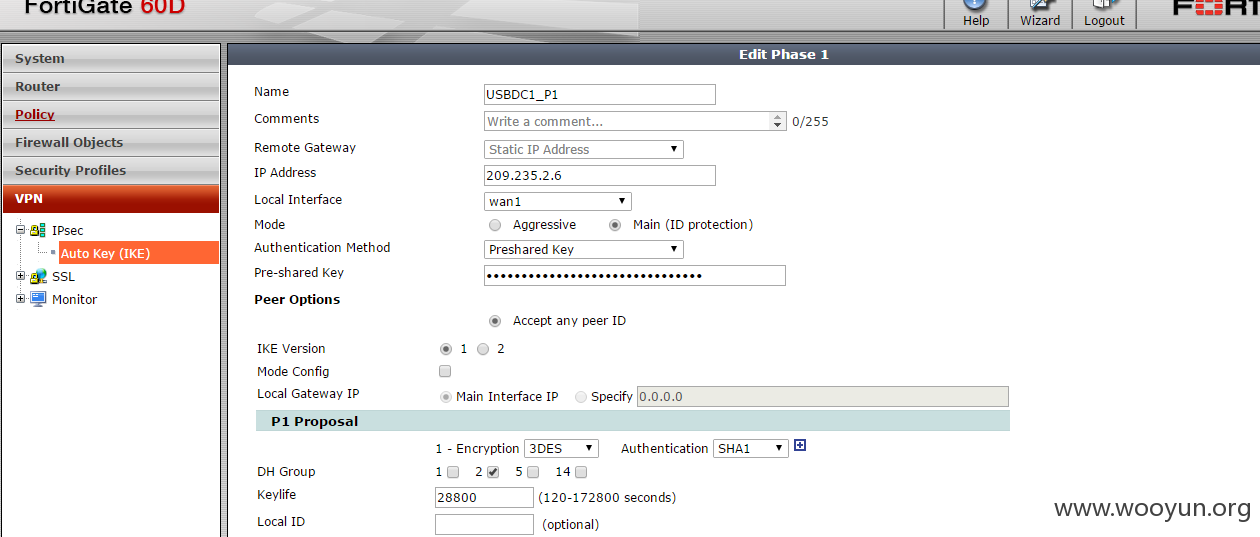 FortiGate 60D
Help Wizard Logout
System
Router
Policy
Firewall Objects
Security Profiles
VPN
IPsec
Auto Key (IKE)
SSL
Monitor
Edit Phase 1
Name USBDC1_P1
Comments Write a comment... 0/255
Remote Gateway Static IP Address
IP Address 209.235.2.6
Local Interface wan1
Mode Aggressive Main (ID protection)
Authentication Method Preshared Key
Pre-shared Key •••••••••••••••••••••••••••••••
Peer Options
Accept any peer ID
IKE Version 1 2
Mode Config
Local Gateway IP Main Interface IP Specify 0.0.0.0
P1 Proposal
1 - Encryption 3DES Authentication SHA1
DH Group 1 2 5 14
Keylife 28800 (120-172800 seconds)
Local ID (optional)
www.wooyun.org